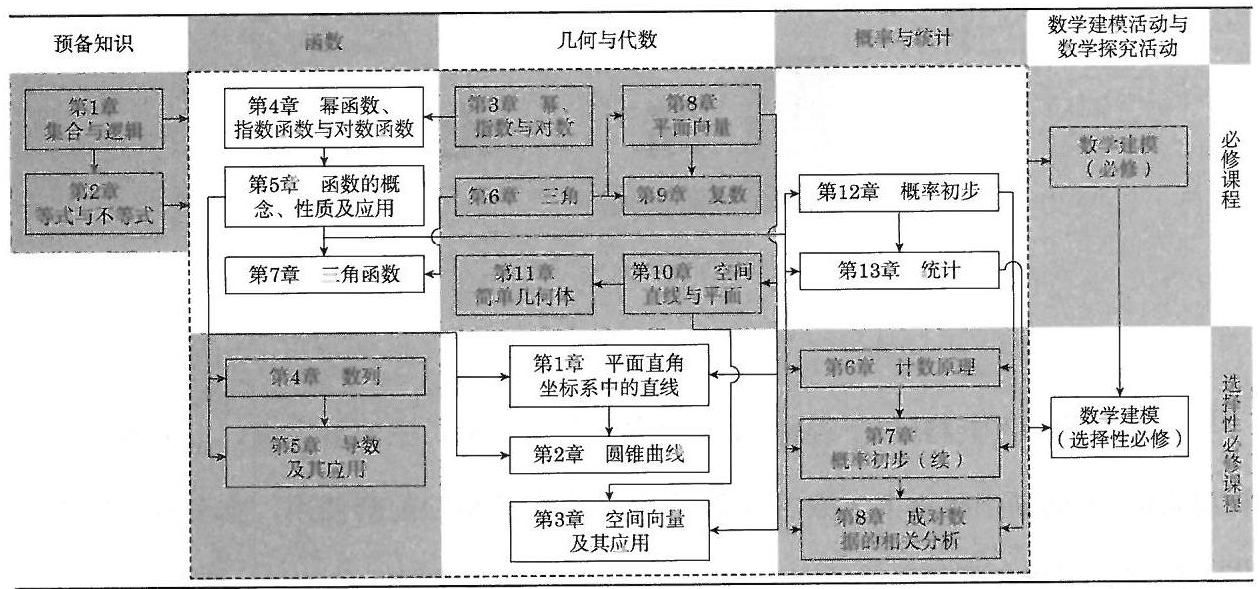 预备知识
函数
几何与代数
概率与统计
数学建模活动与
数学探究活动
第1章
集合与逻辑
第2章
等式与不等式
第4章 幂函数、
指数函数与对数函数
第5章 函数的概
念、性质及应用
第7章 三角函数
第3章 幂、
指数与对数
第8章
平面向量
第6章 三角
第9章 复数
第11章
简单几何体
第10章 空间
直线与平面
第12章 概率初步
第13章 统计
数学建模
(必修)
必修课程
第4章 数列
第5章 导数
及其应用
第1章 平面直角
坐标系中的直线
第2章 圆锥曲线
第3章 空间向量
及其应用
第6章 计数原理
第7章
概率初步(续)
第8章 成对数
据的相关分析
数学建模
(选择性必修)
选择性必修课程